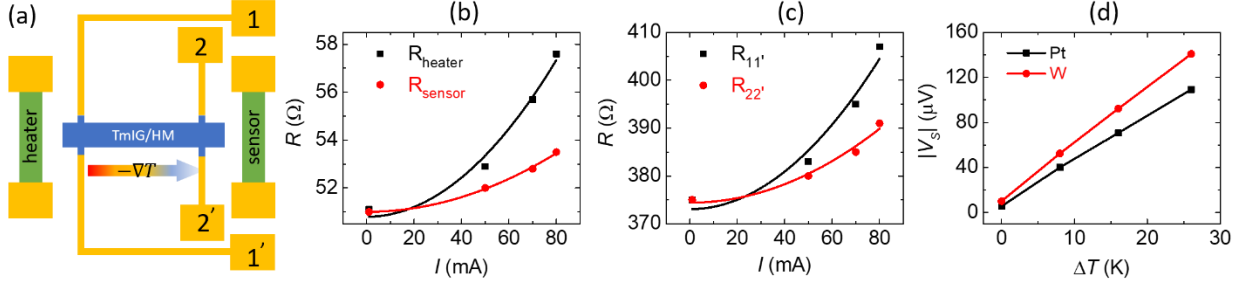 (a)
1
2
heater
TmIG/HM
sensor
−∇T
2′
1′
(b)
R (Ω)
58
56
54
52
R_heater
R_sensor
0 20 40 60 80
I (mA)
(c)
R (Ω)
410
400
390
380
370
R_11'
R_22'
0 20 40 60 80
I (mA)
(d)
|V_S| (μV)
160
120
80
40
0
Pt
W
0 10 20 30
ΔT (K)